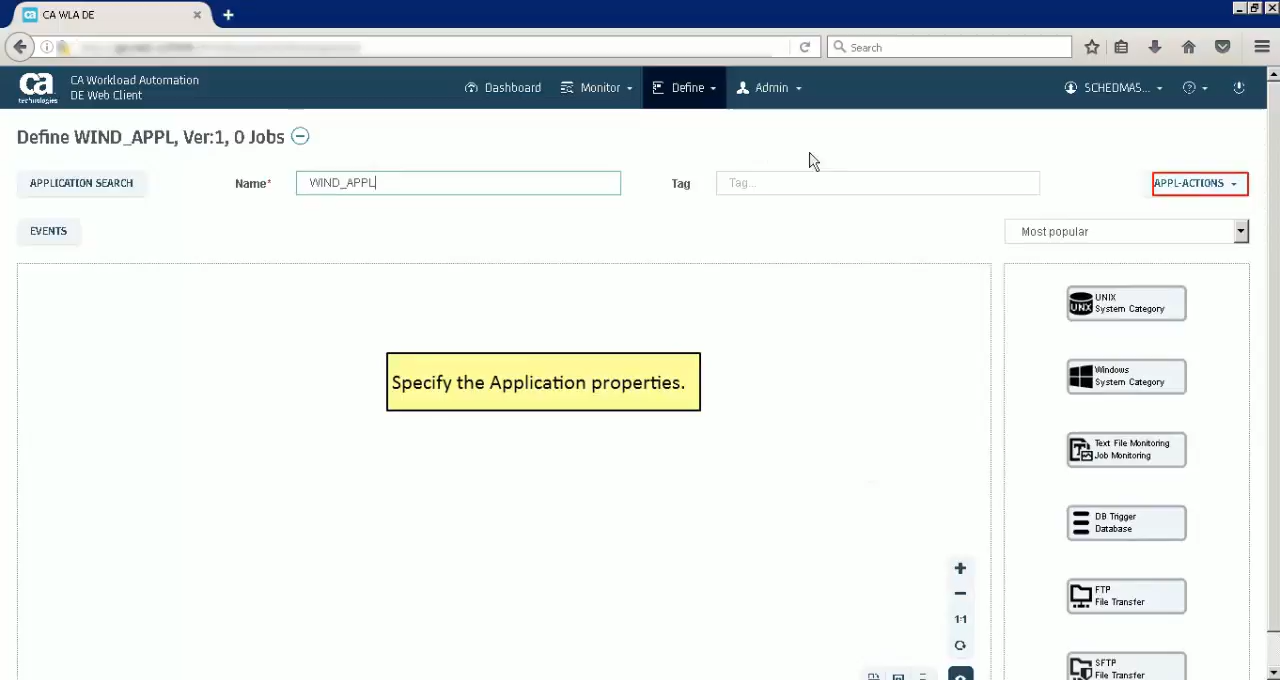 CA WLA DE
Search
ca technologies
CA Workload Automation
DE Web Client
Dashboard
Monitor
Define
Admin
SCHEDMAS...
Define WIND_APPL, Ver:1, 0 Jobs
APPLICATION SEARCH
Name*
WIND_APPL
Tag
Tag...
APPL-ACTIONS
EVENTS
Most popular
UNX
UNIX
System Category
Windows
System Category
Specify the Application properties.
Text File Monitoring
Job Monitoring
DB Trigger
Database
FTP
File Transfer
1:1
SFTP
File Transfer